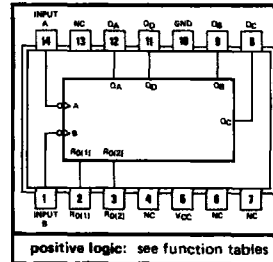 INPUT A NC QA QD GND QB QC
14 13 12 11 10 9 8
A QA QD QB
QC
B
R0(1) R0(2)
1 2 3 4 5 6 7
INPUT B R0(1) R0(2) NC VCC NC NC
positive logic: see function tables